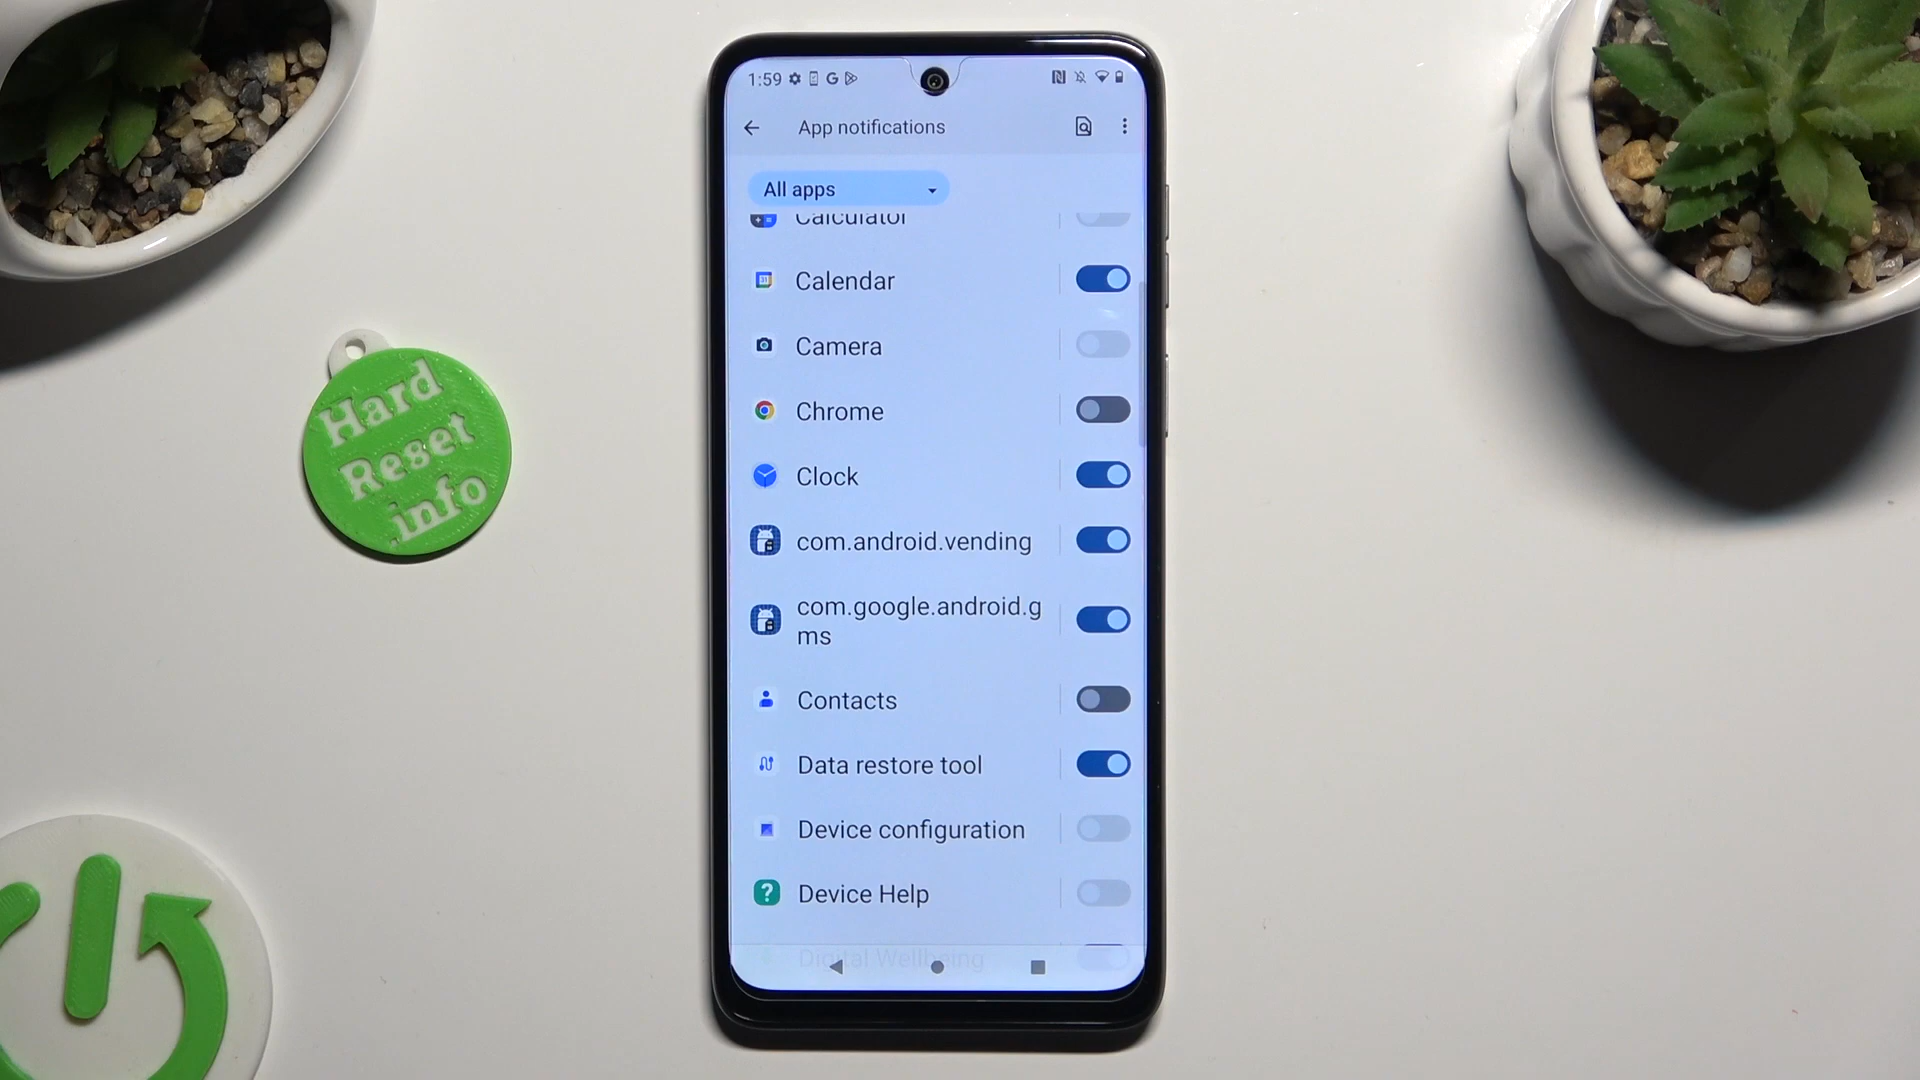 1:59
App notifications
All apps
Calculator
Calendar
Camera
Chrome
Clock
com.android.vending
com.google.android.g
ms
Contacts
Data restore tool
Device configuration
Device Help
Digital Wellbeing
Hard
Reset
.info